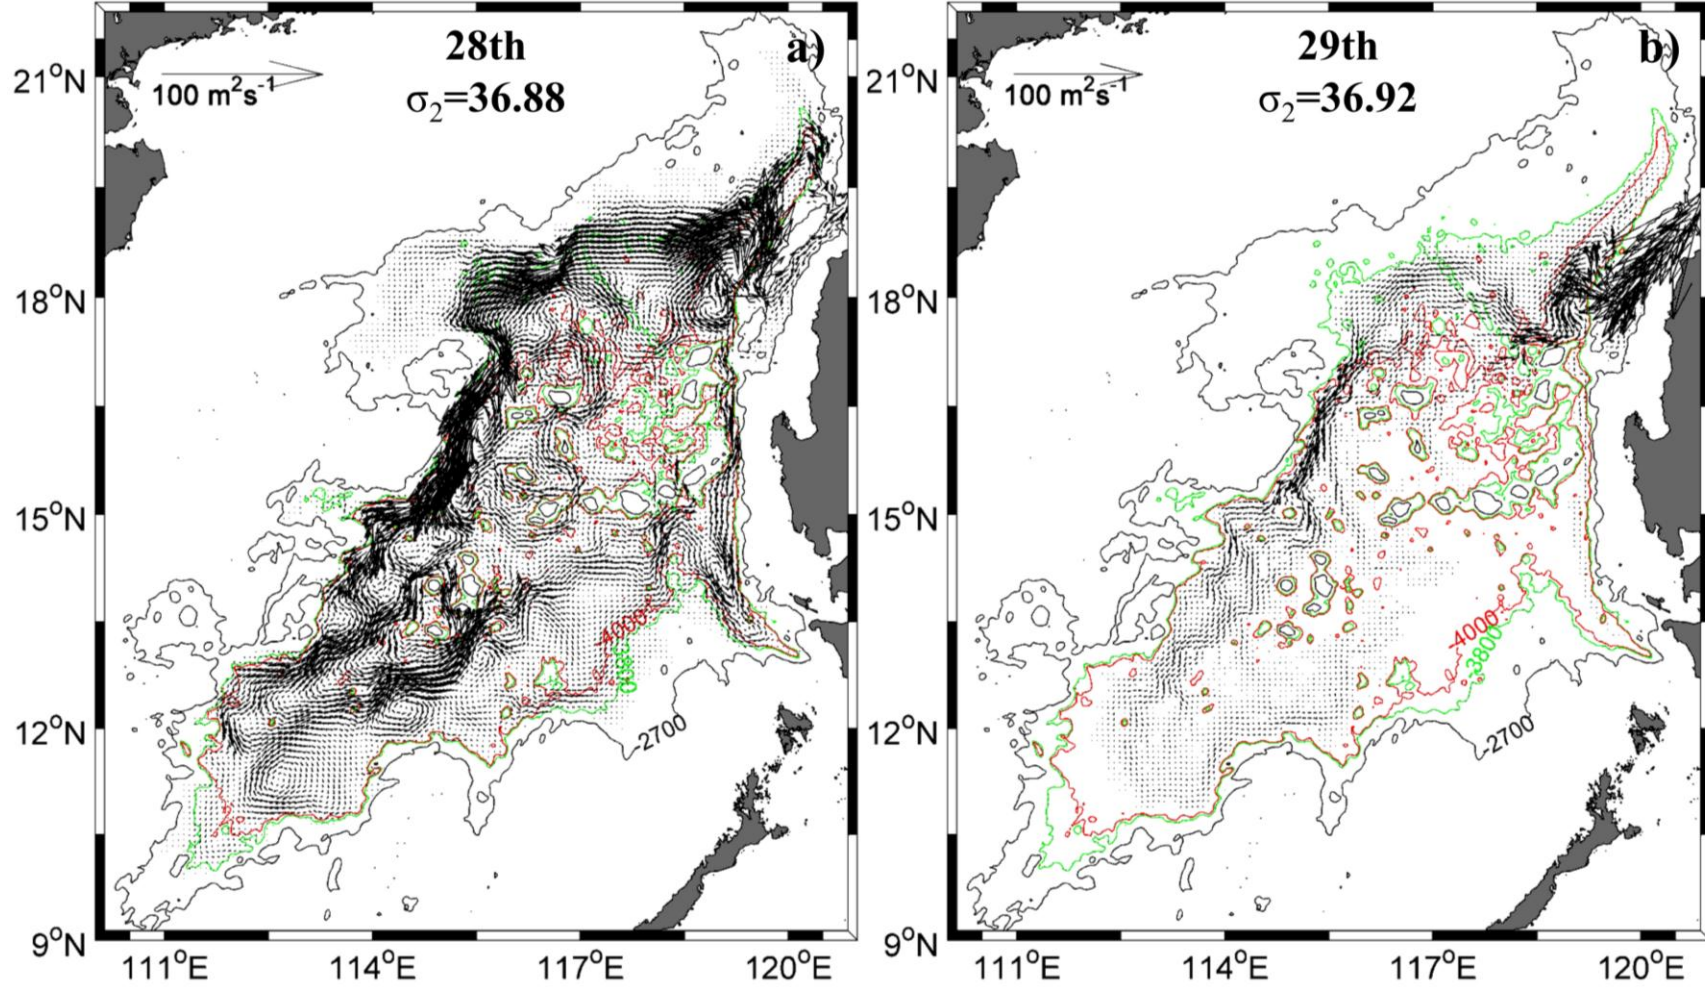 28th
a)
σ₂=36.88
100 m²s⁻¹
21°N
18°N
15°N
12°N
9°N
-4000
-3800
-2700
111°E
114°E
117°E
120°E
29th
b)
σ₂=36.92
100 m²s⁻¹
21°N
18°N
15°N
12°N
9°N
-4000
-3800
-2700
111°E
114°E
117°E
120°E